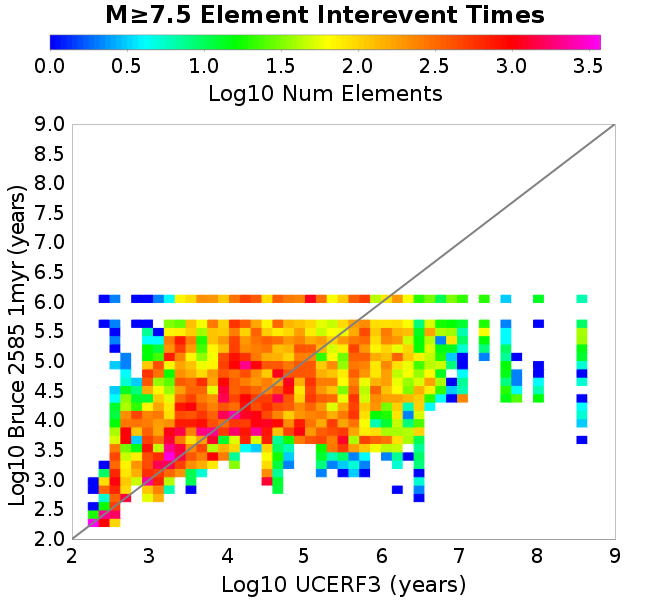 M≥7.5 Element Interevent Times
0.0 0.5 1.0 1.5 2.0 2.5 3.0 3.5
Log10 Num Elements
9.0
8.5
8.0
7.5
7.0
6.5
6.0
5.5
5.0
4.5
4.0
3.5
3.0
2.5
2.0
Log10 Bruce 2585 1myr (years)
2 3 4 5 6 7 8 9
Log10 UCERF3 (years)